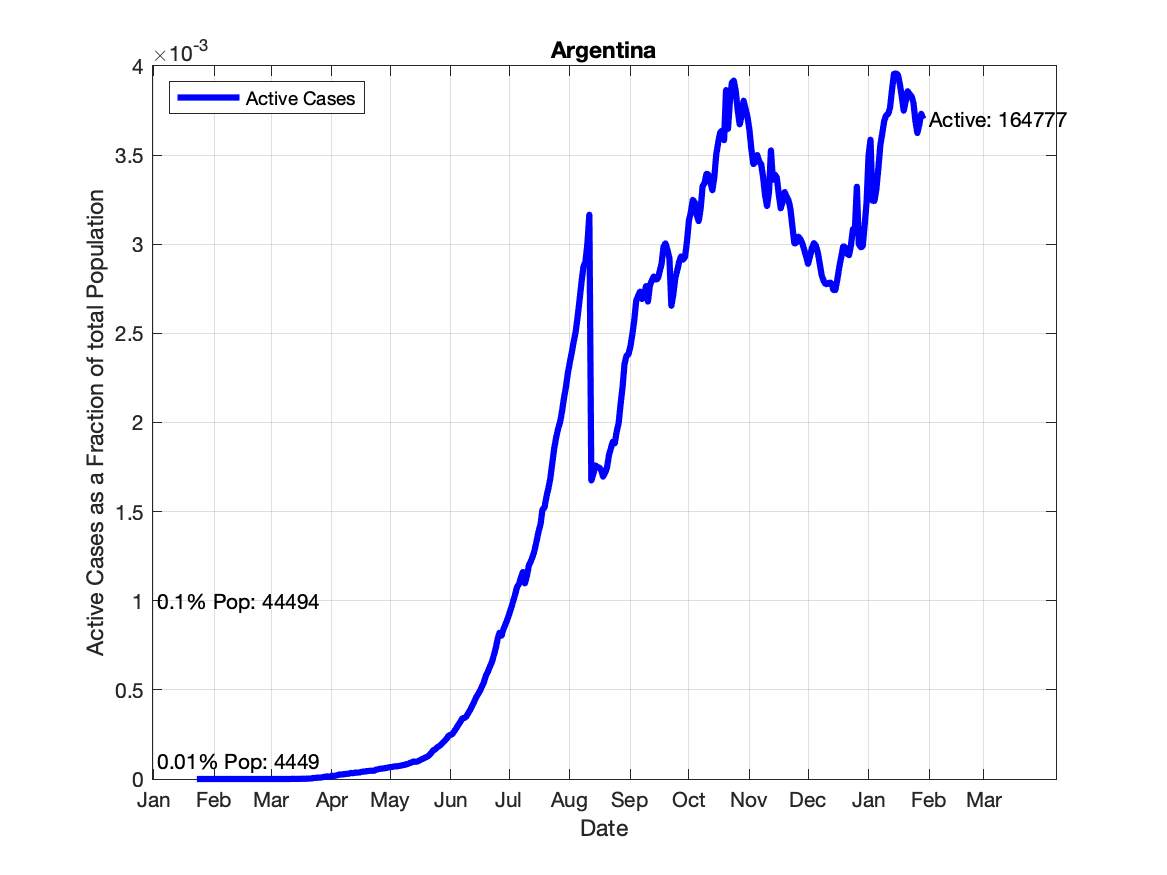 Argentina
×10-3
Active Cases
4
3.5
3
2.5
2
1.5
1
0.5
0
Active Cases as a Fraction of total Population
Active: 164777
0.1% Pop: 44494
0.01% Pop: 4449
Jan Feb Mar Apr May Jun Jul Aug Sep Oct Nov Dec Jan Feb Mar
Date